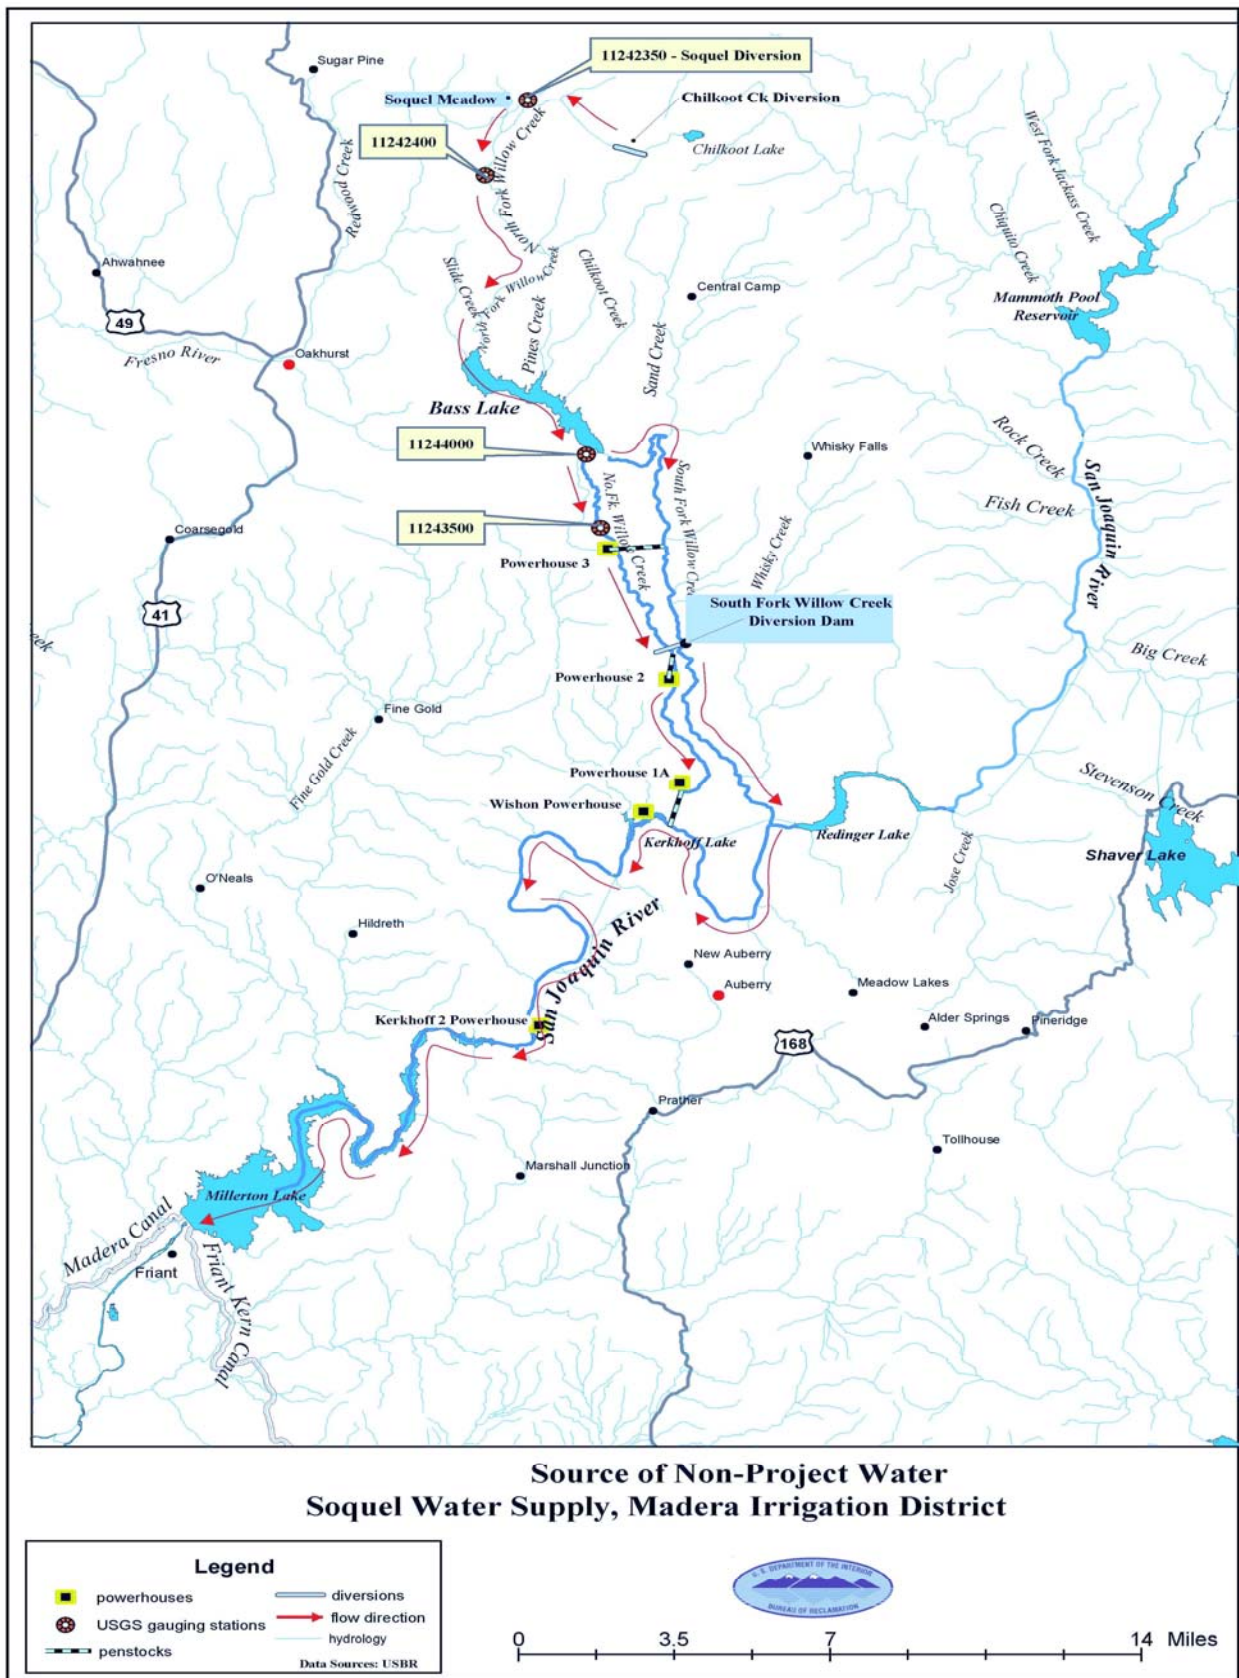 11242350 - Soquel Diversion
Sugar Pine
Soquel Meadow
Chilkoot Ck Diversion
11242400
Chilkoot Lake
North Fork Willow Creek
Redwood Creek
West Fork Jackass Creek
Chiquito Creek
Ahwahnee
Slide Creek
North Fork Willow Creek
Chilkoot Creek
Central Camp
Mammoth Pool
Reservoir
49
Fresno River
Oakhurst
Pines Creek
Sand Creek
Bass Lake
11244000
Whisky Falls
Rock Creek
San Joaquin River
Fish Creek
No.Fk. Willow Creek
South Fork Willow Creek
11243500
Coarsegold
Powerhouse 3
Whisky Creek
41
South Fork Willow Creek
Diversion Dam
eek
Big Creek
Powerhouse 2
Fine Gold
Fine Gold Creek
Powerhouse 1A
Wishon Powerhouse
Stevenson Creek
Kerkhoff Lake
Redinger Lake
Jose Creek
Shaver Lake
O'Neals
Hildreth
San Joaquin River
New Auberry
Auberry
Meadow Lakes
Kerkhoff 2 Powerhouse
Alder Springs
Pineridge
168
Prather
Tollhouse
Marshall Junction
Millerton Lake
Madera Canal
Friant
Friant Kern Canal
Source of Non-Project Water
Soquel Water Supply, Madera Irrigation District
Legend
powerhouses
diversions
USGS gauging stations
flow direction
penstocks
hydrology
Data Sources: USBR
U. S. DEPARTMENT OF THE INTERIOR
BUREAU OF RECLAMATION
0 3.5 7 14 Miles